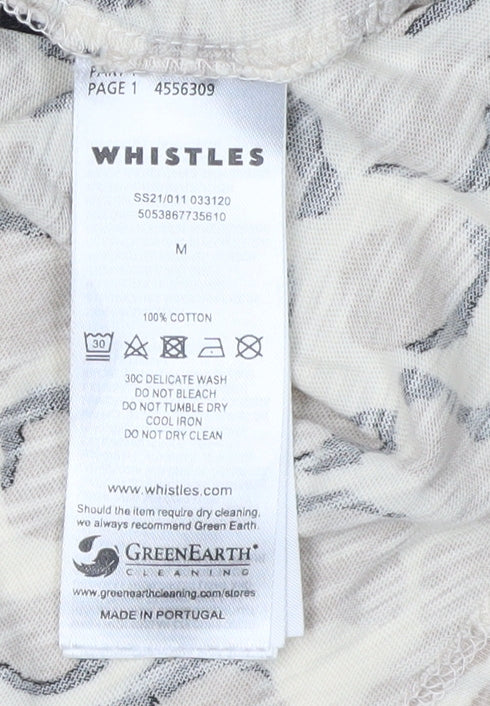 PAGE 1 4556309
WHISTLES
SS21/011 033120
5053867735610
M
100% COTTON
30
30C DELICATE WASH
DO NOT BLEACH
DO NOT TUMBLE DRY
COOL IRON
DO NOT DRY CLEAN
www.whistles.com
Should the item require dry cleaning,
we always recommend Green Earth.
GREENEARTH
CLEANING
www.greenearthcleaning.com/stores
MADE IN PORTUGAL